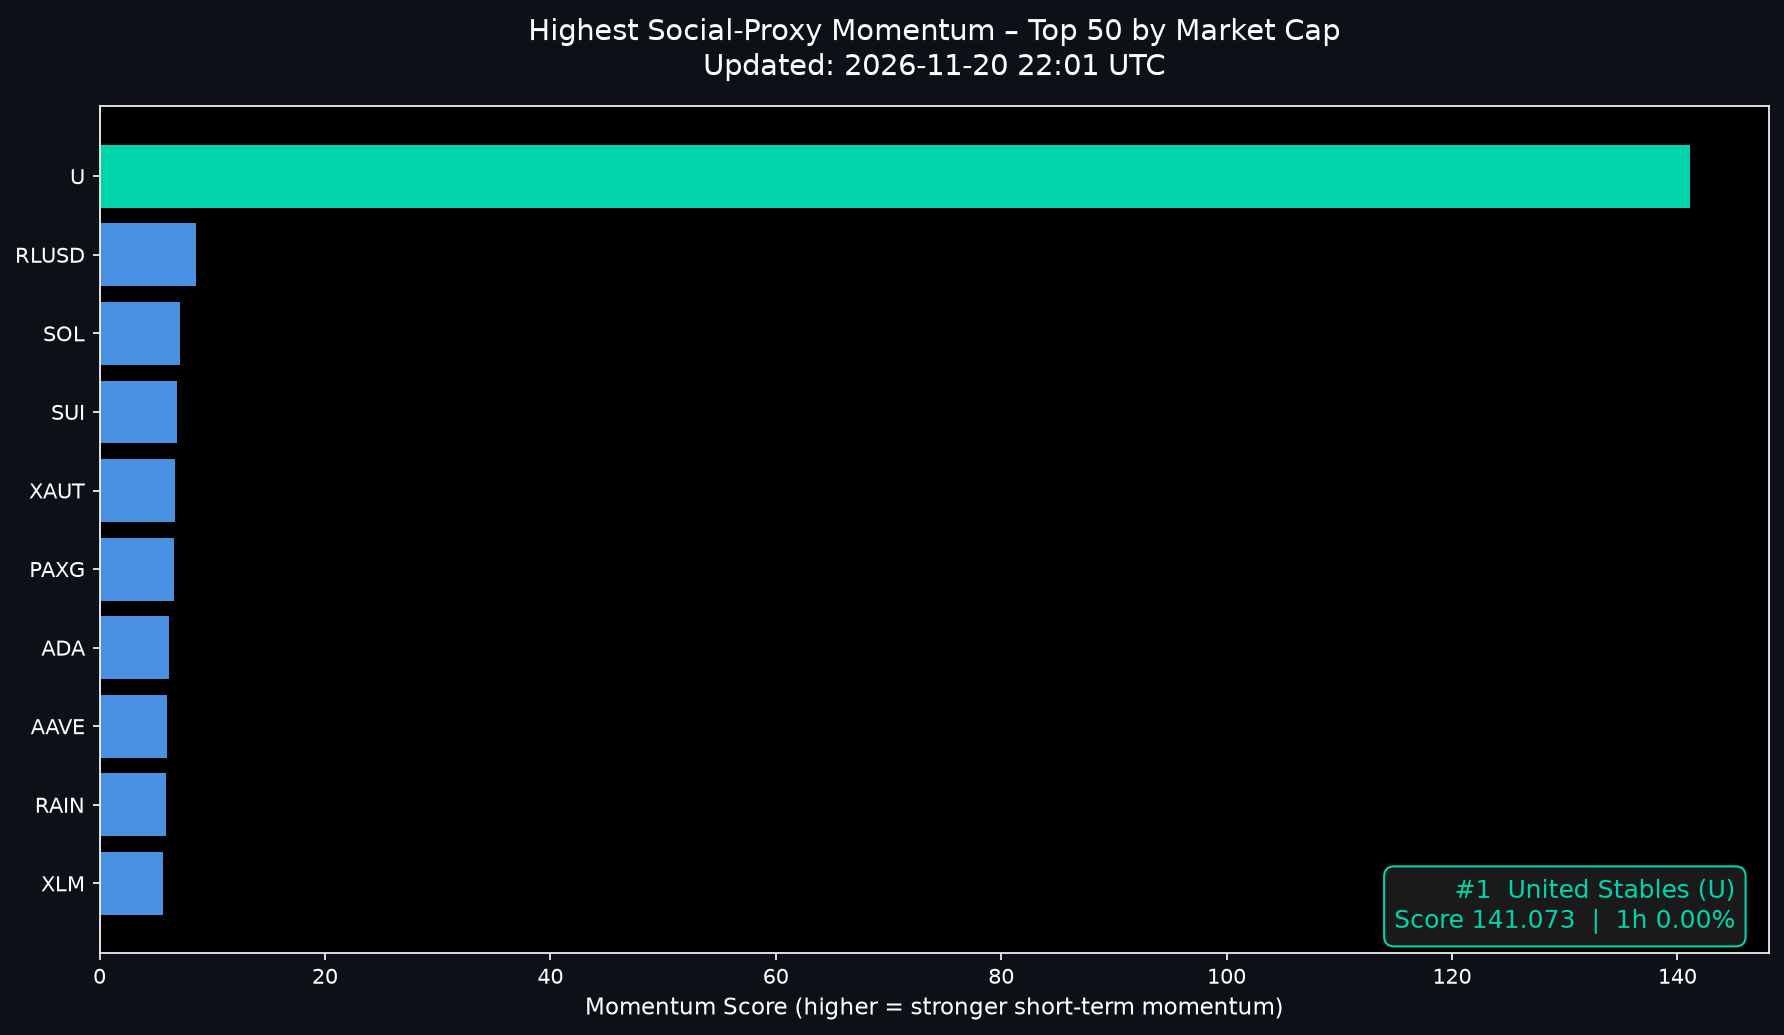 Highest Social-Proxy Momentum – Top 50 by Market Cap
Updated: 2026-11-20 22:01 UTC
U
RLUSD
SOL
SUI
XAUT
PAXG
ADA
AAVE
RAIN
XLM
#1  United Stables (U)
Score 141.073  |  1h 0.00%
0 20 40 60 80 100 120 140
Momentum Score (higher = stronger short-term momentum)